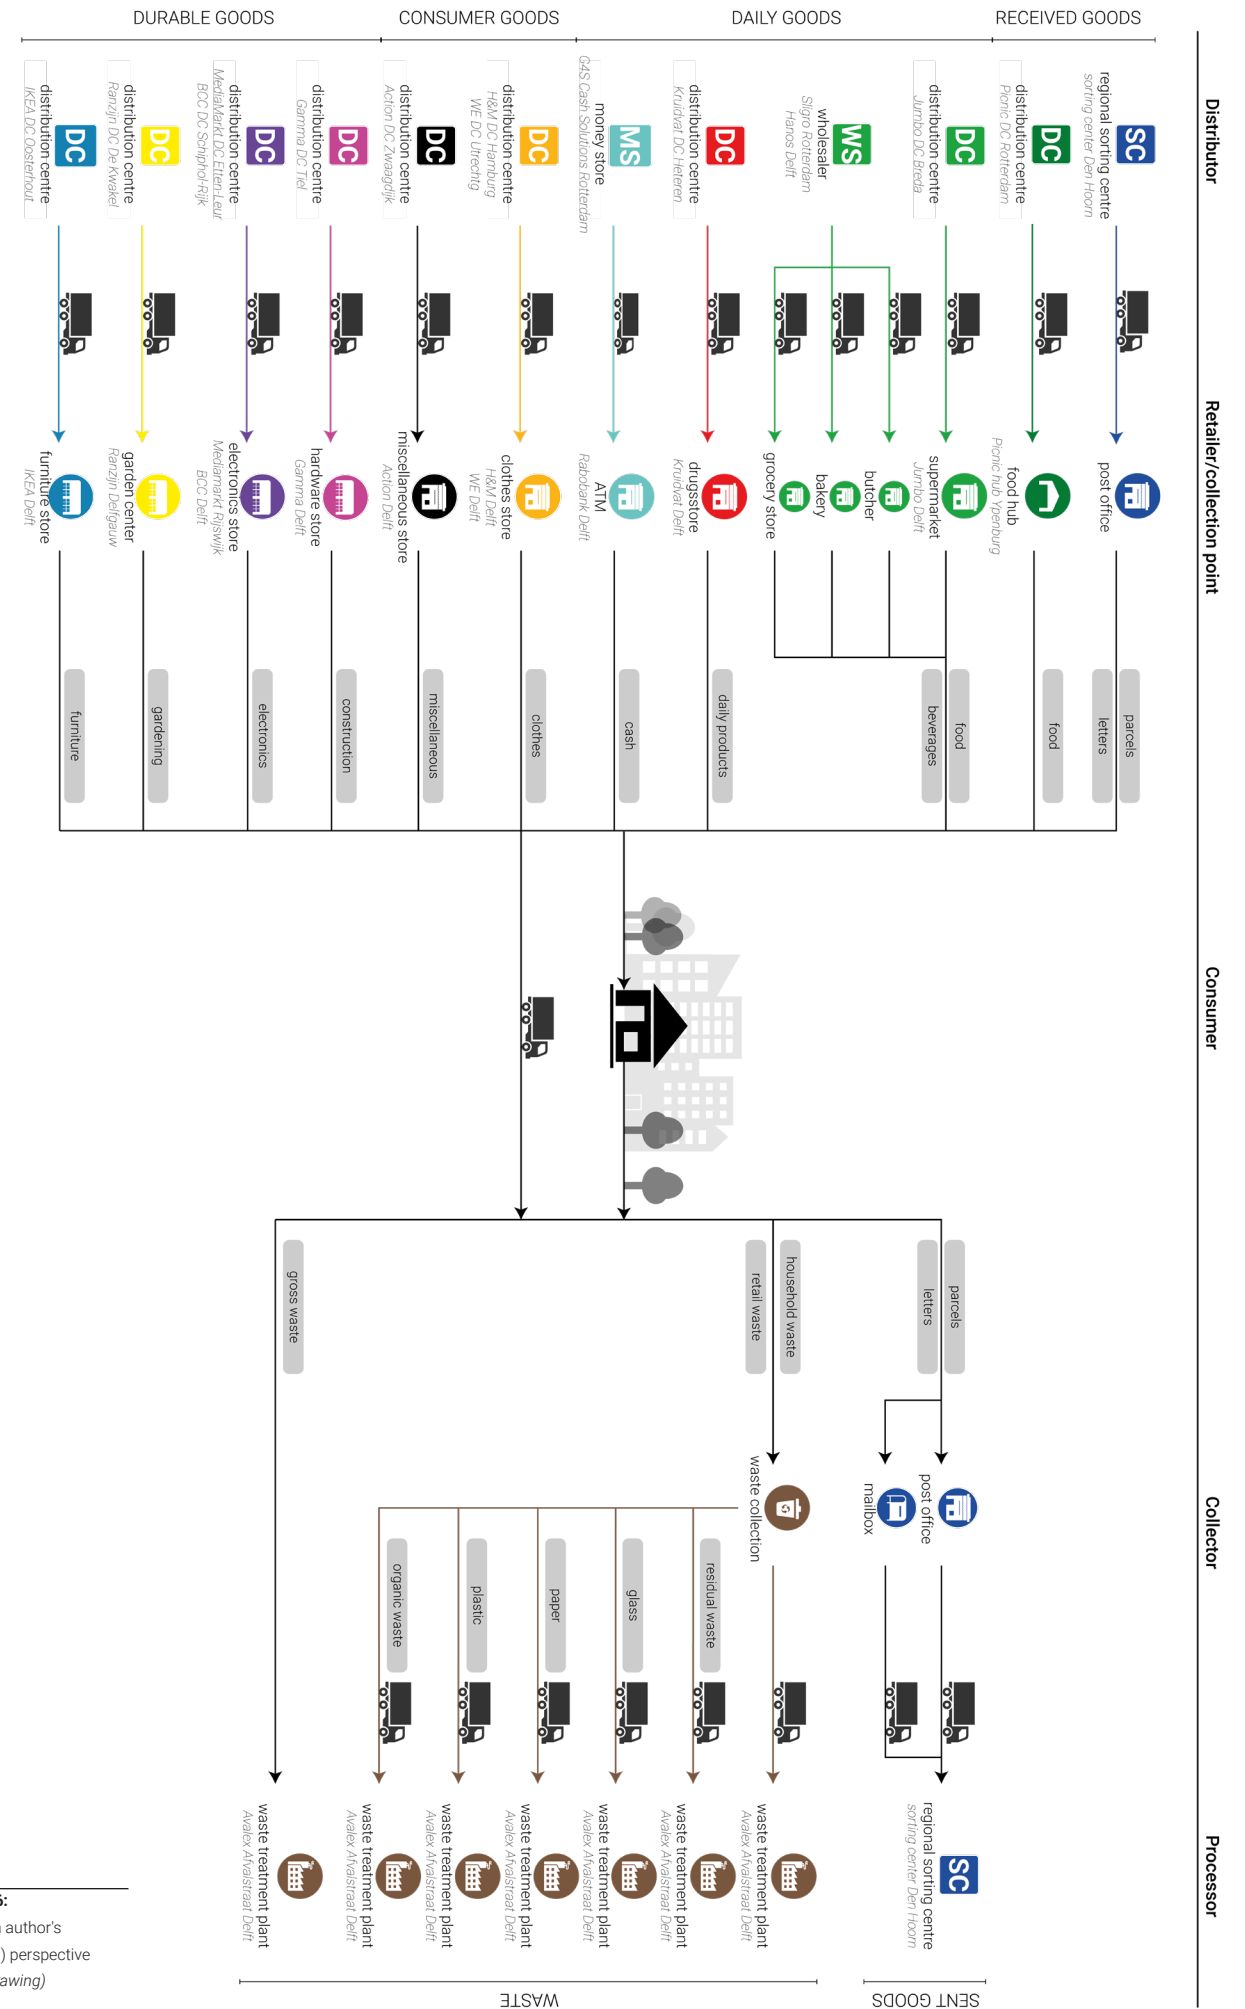 DURABLE GOODS
CONSUMER GOODS
DAILY GOODS
RECEIVED GOODS
Distributor
SC
regional sorting centre
sorting center Den Hoorn
DC
distribution centre
Picnic DC Rotterdam
DC
distribution centre
Jumbo DC Breda
WS
wholesaler
Sligro Rotterdam
Hanos Delft
DC
distribution centre
Kruidvat DC Heteren
MS
money store
G4S Cash Solutions Rotterdam
DC
distribution centre
H&M DC Hamburg
WE DC Utrechtg
DC
distribution centre
Action DC Zwaagdijk
DC
distribution centre
Gamma DC Tiel
DC
distribution centre
MediaMarkt DC Etten-Leur
BCC DC Schiphol-Rijk
DC
distribution centre
Ranzijn DC De Kwakel
DC
distribution centre
IKEA DC Oosterhout
Retailer/collection point
post office
food hub
Picnic hub Ypenburg
supermarket
Jumbo Delft
butcher
bakery
grocery store
drugsstore
Kruidvat Delft
ATM
Rabobank Delft
clothes store
H&M Delft
WE Delft
miscellaneous store
Action Delft
hardware store
Gamma Delft
electronics store
Mediamarkt Rijswijk
BCC Delft
garden center
Ranzijn Delfgauw
furniture store
IKEA Delft
parcels
letters
food
food
beverages
daily products
cash
clothes
miscellaneous
construction
electronics
gardening
furniture
Consumer
parcels
letters
household waste
retail waste
gross waste
Collector
post office
mailbox
waste collection
residual waste
glass
paper
plastic
organic waste
Processor
SC
regional sorting centre
sorting center Den Hoorn
waste treatment plant
Avalex Afvalstraat Delft
waste treatment plant
Avalex Afvalstraat Delft
waste treatment plant
Avalex Afvalstraat Delft
waste treatment plant
Avalex Afvalstraat Delft
waste treatment plant
Avalex Afvalstraat Delft
waste treatment plant
Avalex Afvalstraat Delft
waste treatment plant
Avalex Afvalstraat Delft
WASTE
SENT GOODS
author's
) perspective